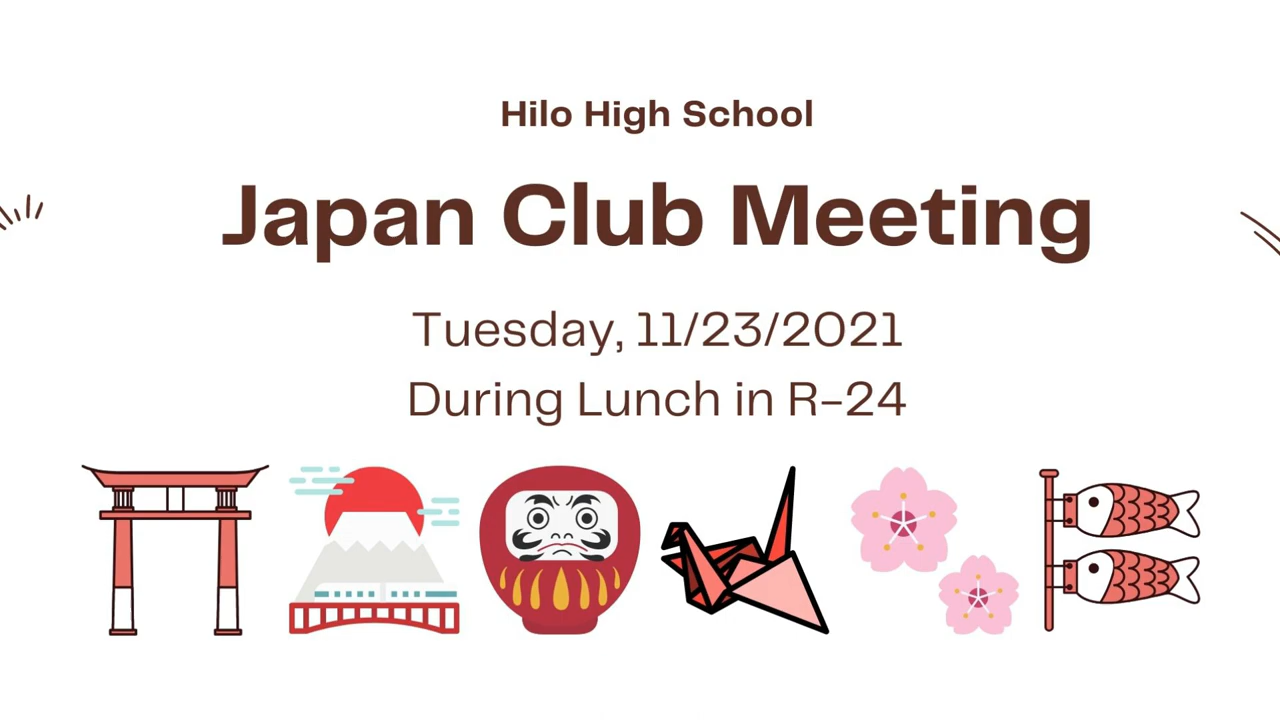 Hilo High School
Japan Club Meeting
Tuesday, 11/23/2021
During Lunch in R-24